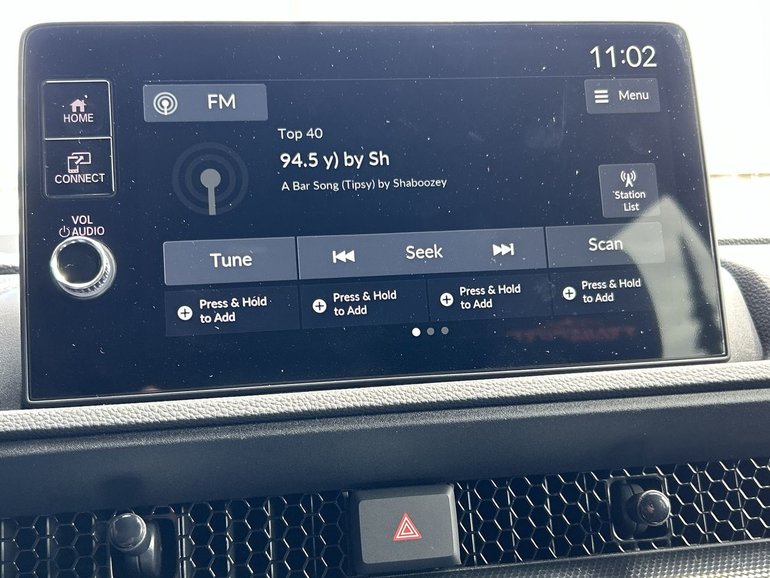 11:02
HOME
FM
Menu
CONNECT
Top 40
94.5 y) by Sh
A Bar Song (Tipsy) by Shaboozey
Station
List
VOL
AUDIO
Tune
Seek
Scan
Press & Hold
to Add
Press & Hold
to Add
Press & Hold
to Add
Press & Hold
to Add